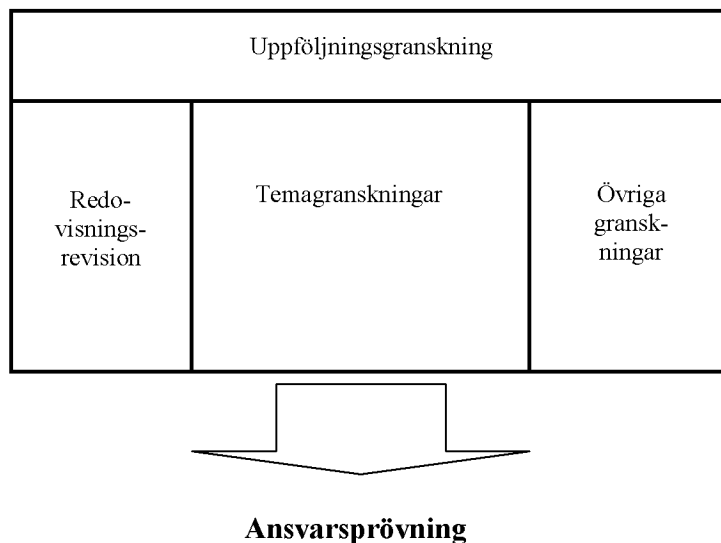 Uppföljningsgranskning
Redo-
visnings-
revision
Temagranskningar
Övriga
gransk-
ningar
Ansvarsprövning